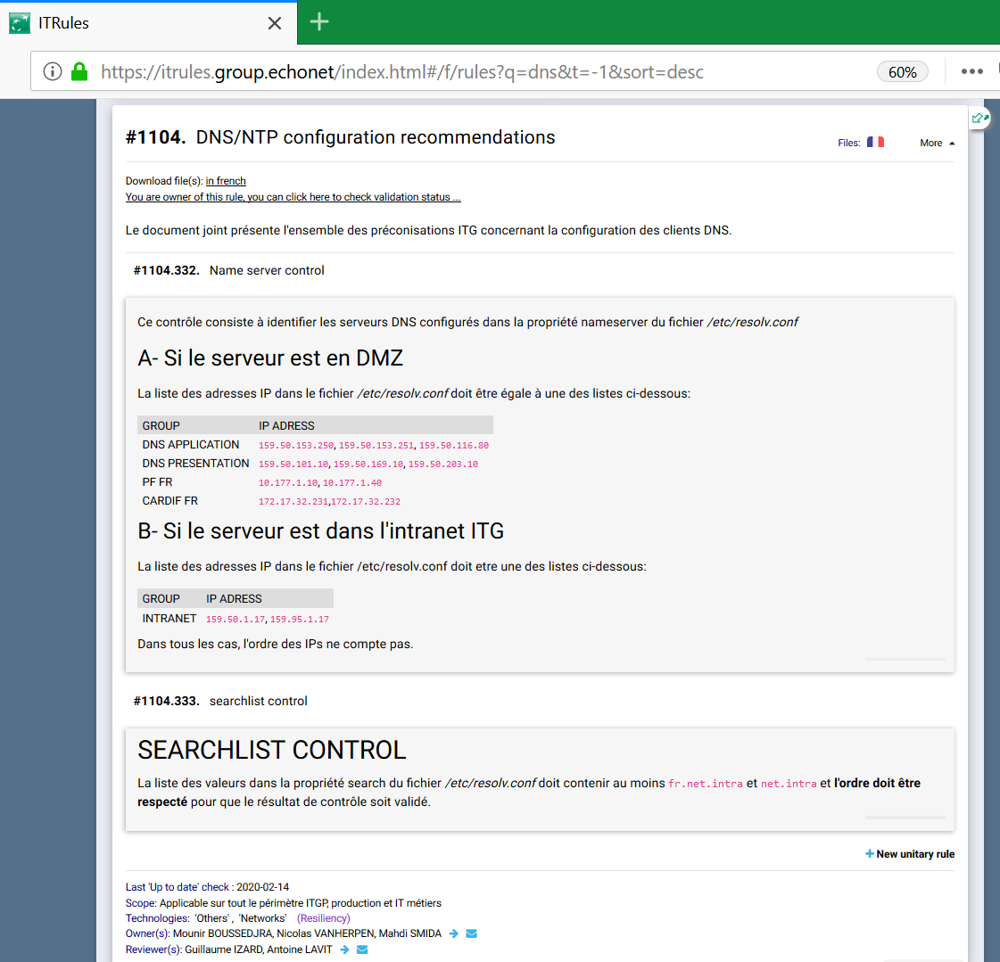 ITRules
https://itrules.group.echonet/index.html#/f/rules?q=dns&t=-1&sort=desc
60%
#1104. DNS/NTP configuration recommendations
Files:
More
Download file(s): in french
You are owner of this rule, you can click here to check validation status ...
Le document joint présente l'ensemble des préconisations ITG concernant la configuration des clients DNS.
#1104.332. Name server control
Ce contrôle consiste à identifier les serveurs DNS configurés dans la propriété nameserver du fichier /etc/resolv.conf
A- Si le serveur est en DMZ
La liste des adresses IP dans le fichier /etc/resolv.conf doit être égale à une des listes ci-dessous:
GROUP IP ADRESS
DNS APPLICATION 159.50.153.250, 159.50.153.251, 159.50.116.80
DNS PRESENTATION 159.50.101.10, 159.50.169.10, 159.50.203.10
PF FR 10.177.1.10, 10.177.1.40
CARDIF FR 172.17.32.231,172.17.32.232
B- Si le serveur est dans l'intranet ITG
La liste des adresses IP dans le fichier /etc/resolv.conf doit etre une des listes ci-dessous:
GROUP IP ADRESS
INTRANET 159.50.1.17, 159.95.1.17
Dans tous les cas, l'ordre des IPs ne compte pas.
#1104.333. searchlist control
SEARCHLIST CONTROL
La liste des valeurs dans la propriété search du fichier /etc/resolv.conf doit contenir au moins fr.net.intra et net.intra et l'ordre doit être
respecté pour que le résultat de contrôle soit validé.
+ New unitary rule
Last 'Up to date' check : 2020-02-14
Scope: Applicable sur tout le périmètre ITGP, production et IT métiers
Technologies: 'Others' , 'Networks' (Resiliency)
Owner(s): Mounir BOUSSEDJRA, Nicolas VANHERPEN, Mahdi SMIDA
Reviewer(s): Guillaume IZARD, Antoine LAVIT